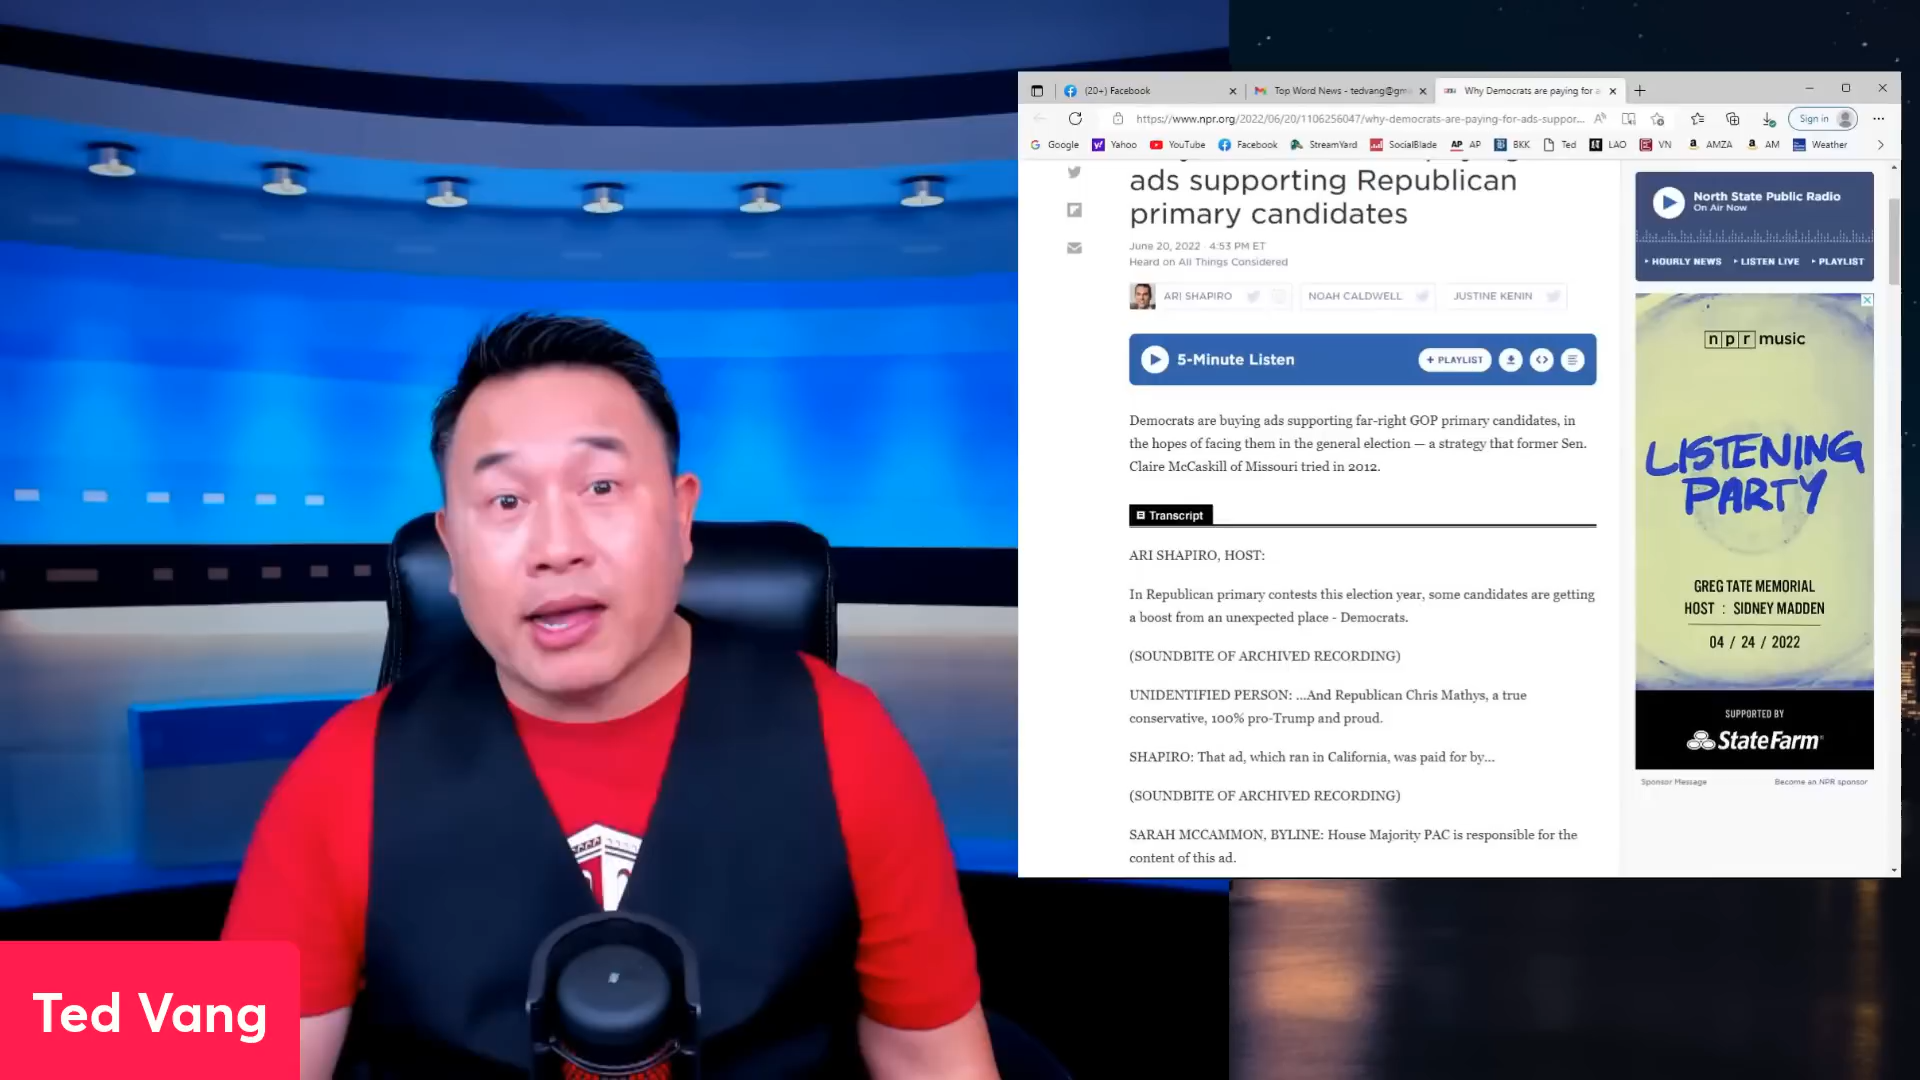 (20+) Facebook
Top Word News - tedvang@gm
Why Democrats are paying for a
https://www.npr.org/2022/06/20/1106256047/why-democrats-are-paying-for-ads-suppor...
Sign in
Google
Yahoo
YouTube
Facebook
StreamYard
SocialBlade
AP AP
BKK
Ted
LAO
VN
AMZA
AM
Weather
ads supporting Republican
primary candidates
June 20, 2022 · 4:53 PM ET
Heard on All Things Considered
ARI SHAPIRO
NOAH CALDWELL
JUSTINE KENIN
5-Minute Listen
+ PLAYLIST
Democrats are buying ads supporting far-right GOP primary candidates, in
the hopes of facing them in the general election — a strategy that former Sen.
Claire McCaskill of Missouri tried in 2012.
Transcript
ARI SHAPIRO, HOST:
In Republican primary contests this election year, some candidates are getting
a boost from an unexpected place - Democrats.
(SOUNDBITE OF ARCHIVED RECORDING)
UNIDENTIFIED PERSON: ...And Republican Chris Mathys, a true
conservative, 100% pro-Trump and proud.
SHAPIRO: That ad, which ran in California, was paid for by...
(SOUNDBITE OF ARCHIVED RECORDING)
SARAH MCCAMMON, BYLINE: House Majority PAC is responsible for the
content of this ad.
North State Public Radio
On Air Now
HOURLY NEWS
LISTEN LIVE
PLAYLIST
npr music
LISTENING
PARTY
GREG TATE MEMORIAL
HOST : SIDNEY MADDEN
04 / 24 / 2022
SUPPORTED BY
StateFarm
Sponsor Message
Become an NPR sponsor
Ted Vang